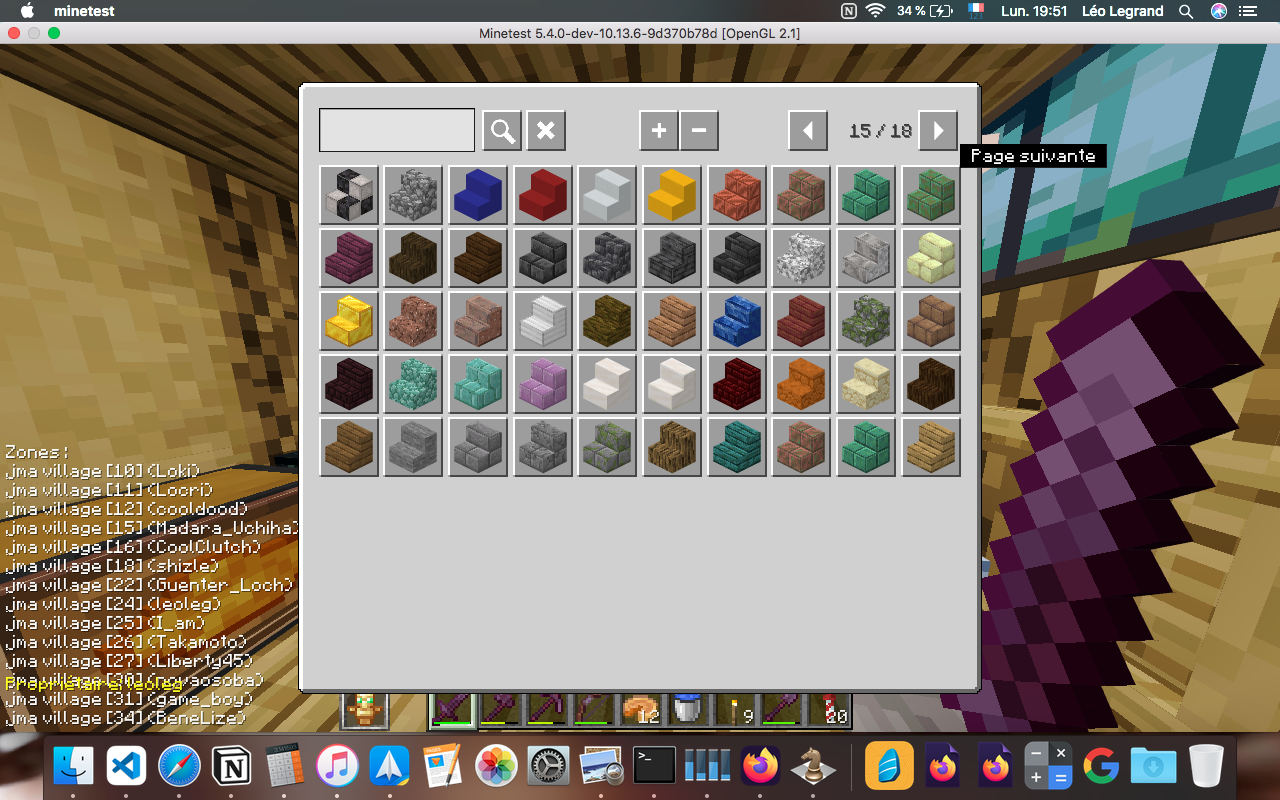 minetest
34 %
123
Lun. 19:51
Léo Legrand
Minetest 5.4.0-dev-10.13.6-9d370b78d [OpenGL 2.1]
15 / 18
Page suivante
Zones :
jma village [10] (Loki)
jma village [11] (Locri)
jma village [12] (cooldood)
jma village [15] (Madara_Uchiha)
jma village [16] (CoolClutch)
jma village [18] (shizle)
jma village [22] (Guenter_Loch)
jma village [24] (leoleg)
jma village [25] (I_am)
jma village [26] (Takamoto)
jma village [27] (Liberty45)
jma village [31] (game_boy)
jma village [34] (BeneLize)
12
9
20